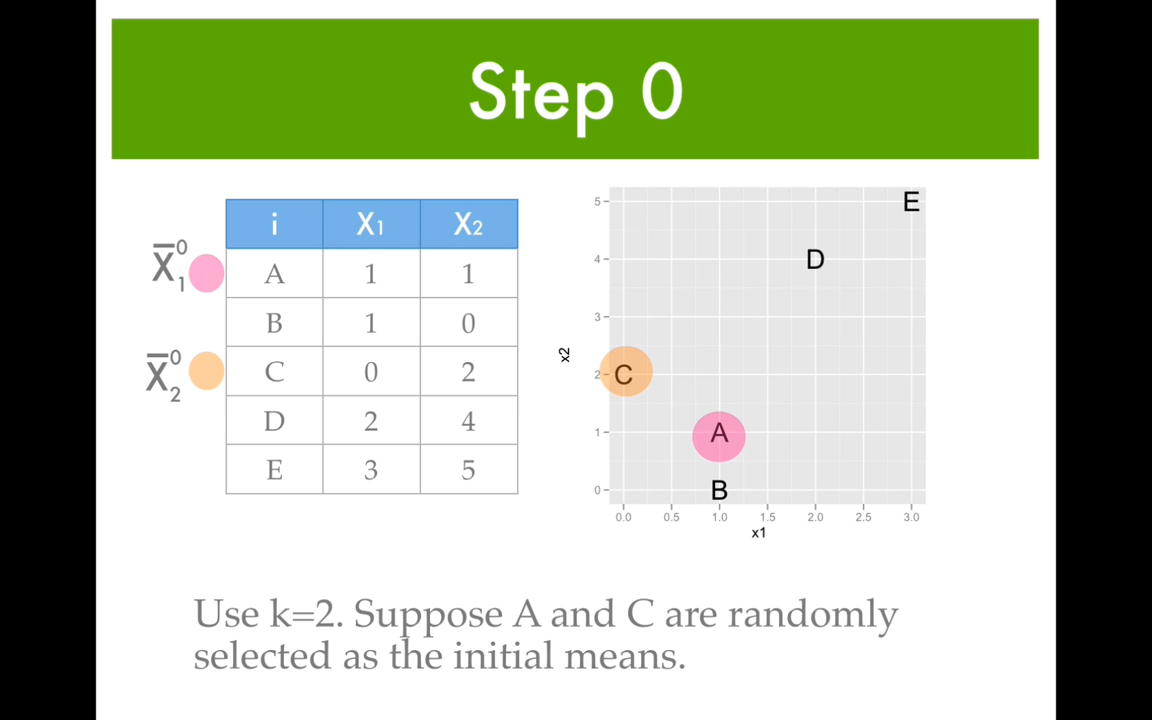 Step 0
i X1 X2
X̄⁰₁ A 1 1
B 1 0
X̄⁰₂ C 0 2
D 2 4
E 3 5
x2
5
4
3
2
1
0
E
D
C
A
B
0.0 0.5 1.0 1.5 2.0 2.5 3.0
x1
Use k=2. Suppose A and C are randomly
selected as the initial means.